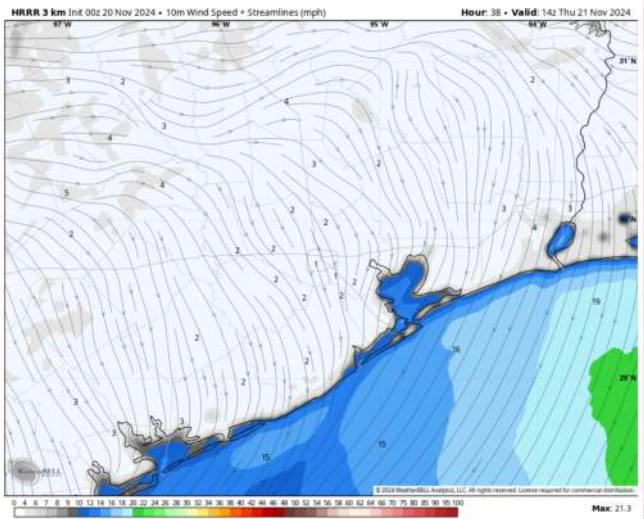 HRRR 3 km Init 00z 20 Nov 2024 • 10m Wind Speed + Streamlines (mph)
Hour: 38 • Valid: 14z Thu 21 Nov 2024
97°W 96°W 95°W 94°W
31°N
3 2 2
4
3
4
3 2
4
5
2 3 3
2 4
2 2
1
2 1 2
2 2
19
2
16
2
29°N
2
3
3
3
15
15
WeatherBELL
© 2024 WeatherBELL Analytics, LLC. All rights reserved. License required for commercial distribution.
0 2 4 6 8 9 10 12 14 16 18 20 22 24 26 28 30 32 34 36 38 40 42 44 46 48 50 52 54 56 58 60 65 70 75 80 85 90 95 100
Max: 21.3